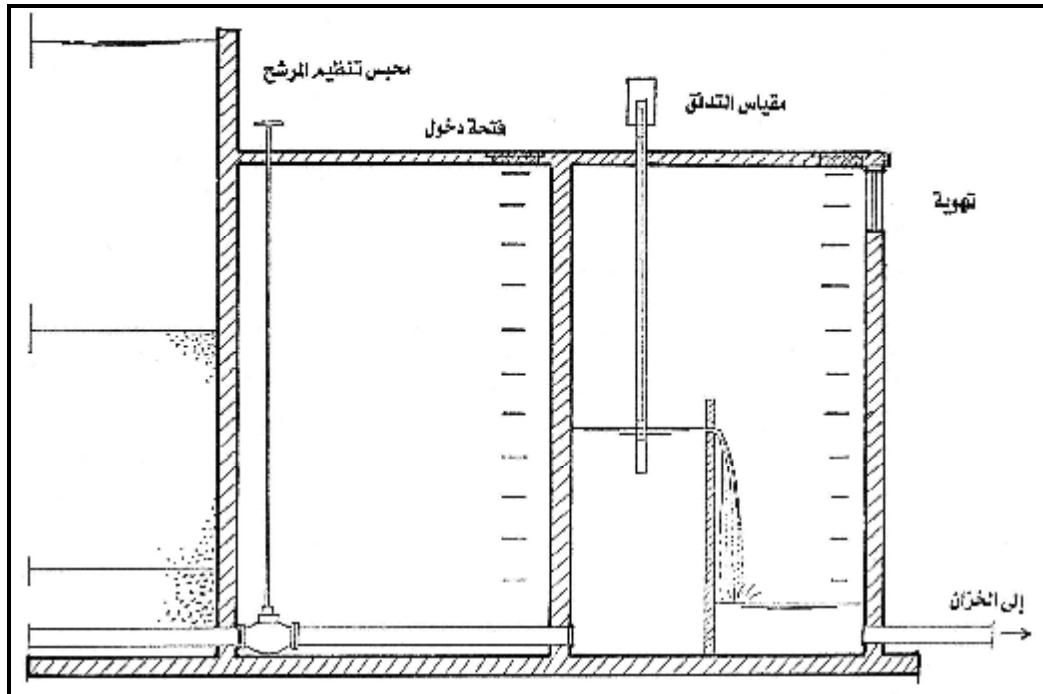 محبس تنظيم المرشح
مقياس التدفق
فتحة دخول
تهوية
إلى الخزان